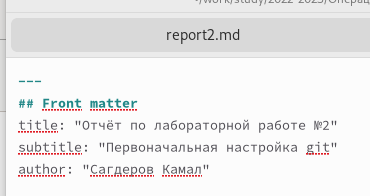 ~/work/study/2022-2023/Операц
report2.md
---
## Front matter
title: "Отчёт по лабораторной работе №2"
subtitle: "Первоначальная настройка git"
author: "Сагдеров Камал"